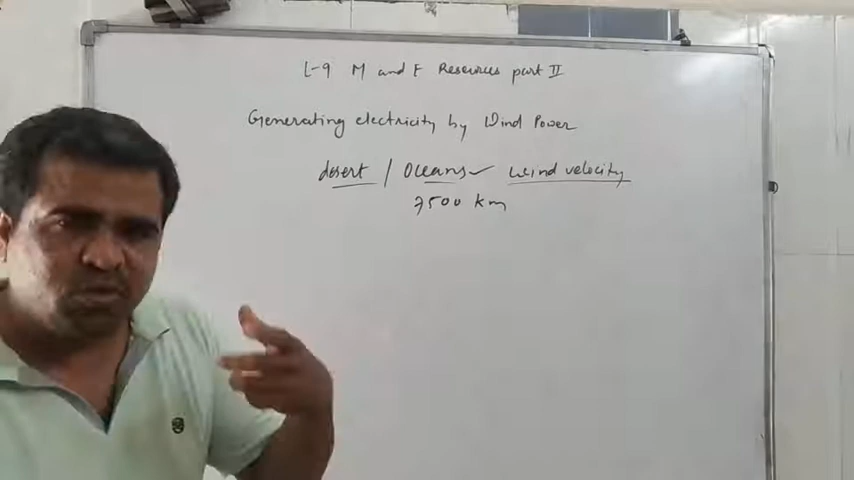 L-9 M and F Resources part II
Generating electricity by Wind Power
desert / Oceans✓ wind velocity
7500 km